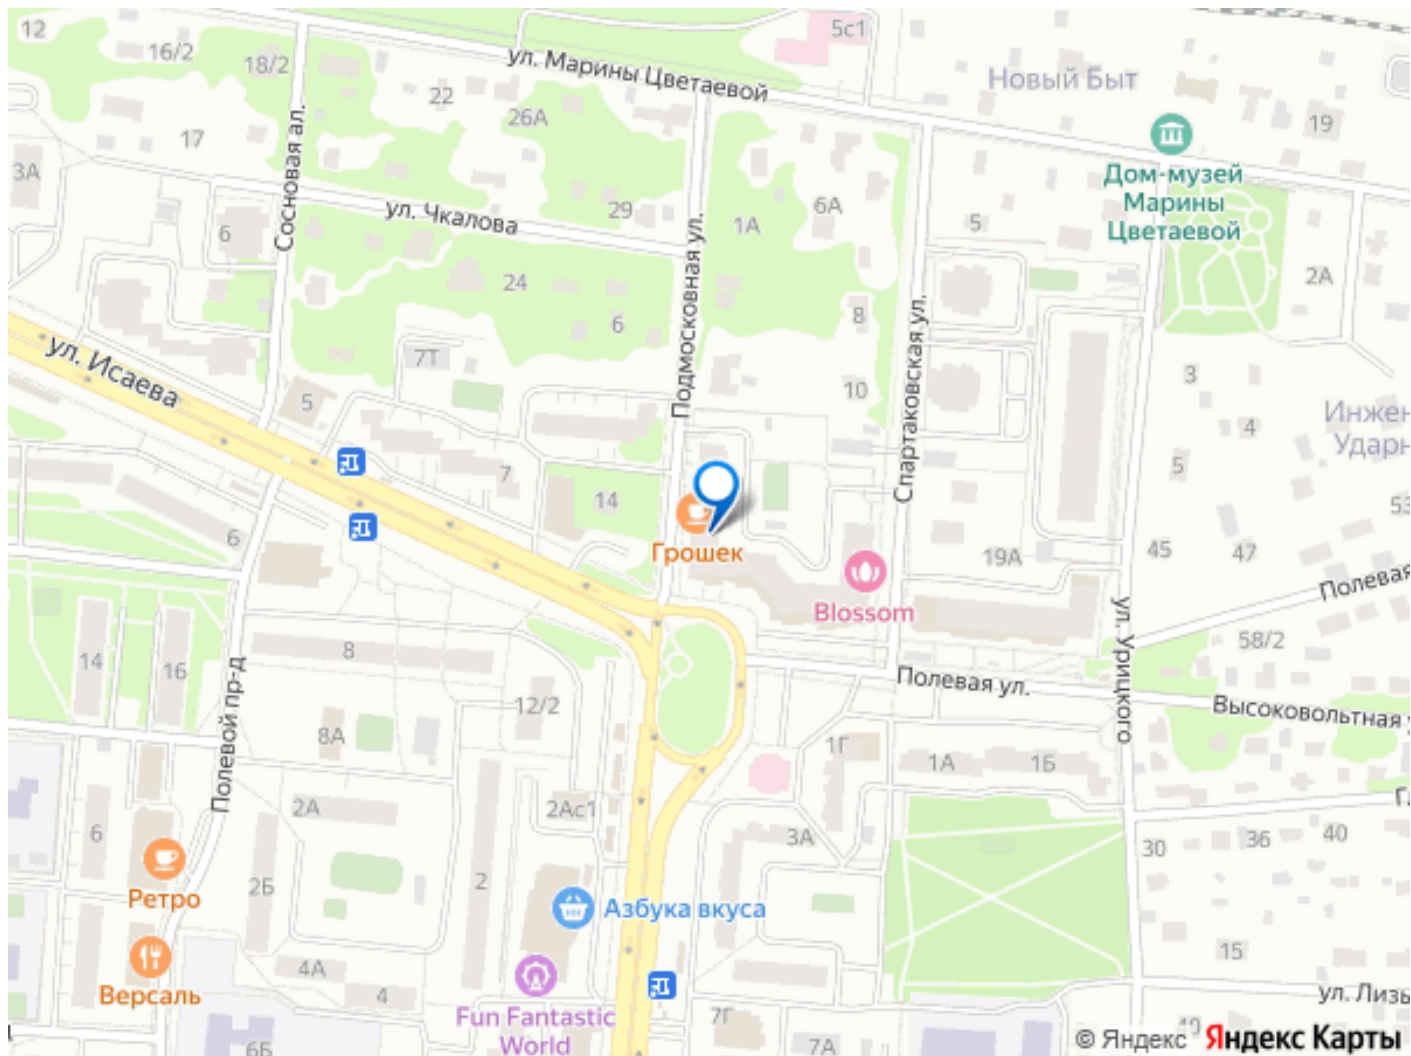 12
16/2
18/2
5с1
ул. Марины Цветаевой
Новый Быт
22
26А
17
19
3А
Сосновая ал.
Дом-музей
Марины
Цветаевой
29
6А
1А
5
6
ул. Чкалова
Подмосковная ул.
2А
24
6
8
Спартаковская ул.
ул. Исаева
7Т
3
10
5
4
7
5
14
Грошек
45
47
19А
6
Blossom
Полевая
ул. Урицкого
58/2
8
14
16
Полевой пр-д
Полевая ул.
Высоковольтная
12/2
8А
1Г
1А
1Б
2А
2Ас1
3А
6
30
36
40
Ретро
2Б
2
Азбука вкуса
15
4А
4
Версаль
Fun Fantastic
World
7Г
7А
6Б
© Яндекс Яндекс Карты